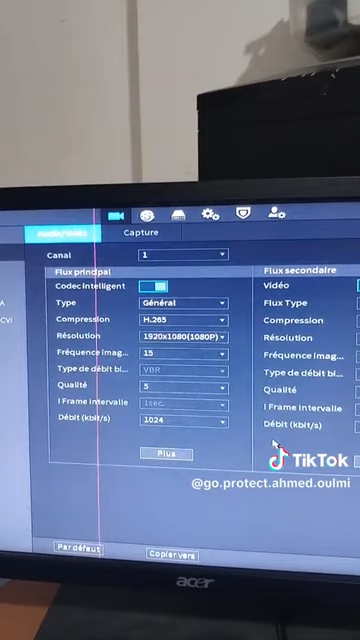 Audio/Vidéo
Capture
Canal
1
Flux principal
Flux secondaire
Codec intelligent
Vidéo
Type
Général
Flux Type
Compression
H.265
Compression
Résolution
1920x1080(1080P)
Résolution
Fréquence imag...
15
Fréquence imag...
Type de débit bi...
VBR
Type de débit bi...
Qualité
5
Qualité
I Frame intervalle
1sec.
I Frame intervalle
Débit (kbit/s)
1024
Débit (kbit/s)
A
CVI
Plus
TikTok
@go.protect.ahmed.oulmi
Par défaut
Copier vers
acer